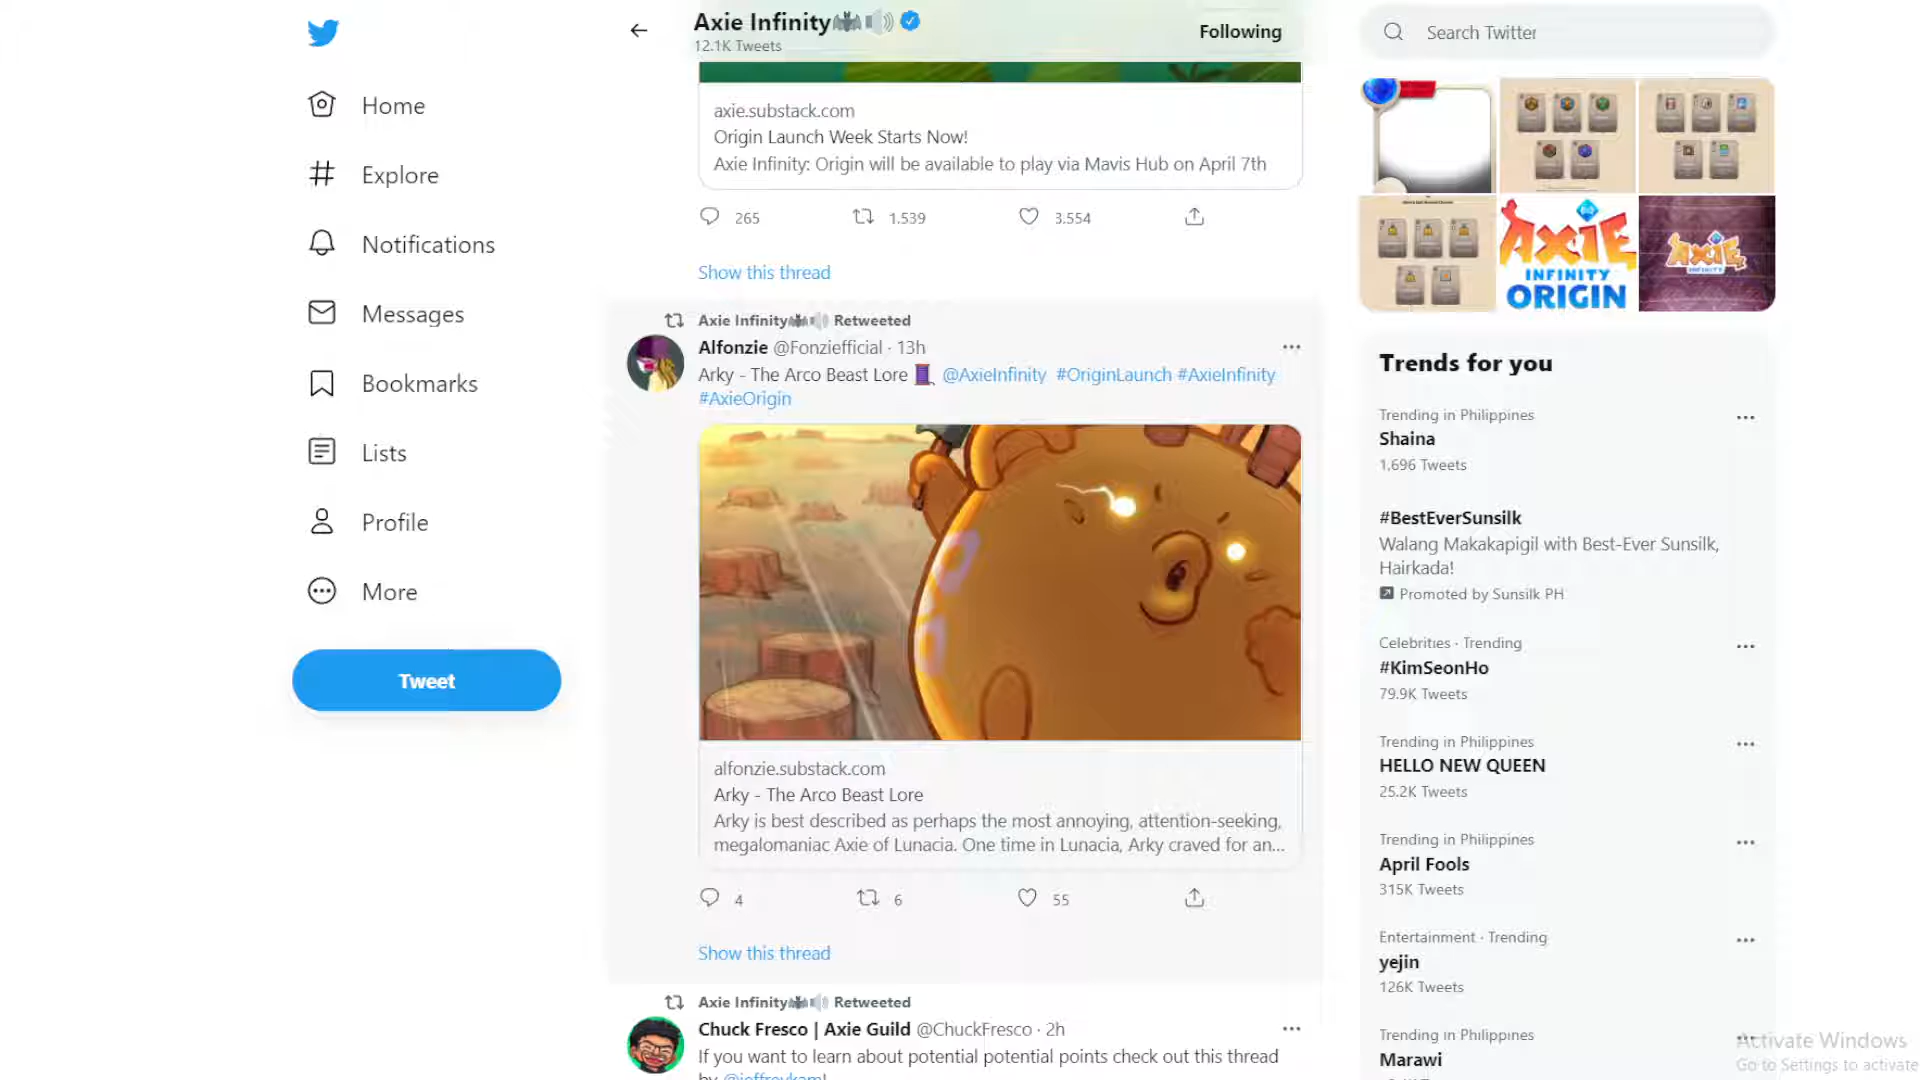 Home
Explore
Notifications
Messages
Bookmarks
Lists
Profile
More
Tweet
Axie Infinity
12.1K Tweets
Following
axie.substack.com
Origin Launch Week Starts Now!
Axie Infinity: Origin will be available to play via Mavis Hub on April 7th
265
1.539
3.554
Show this thread
Axie Infinity Retweeted
Alfonzie @Fonziefficial · 13h
Arky - The Arco Beast Lore @AxieInfinity #OriginLaunch #AxieInfinity
#AxieOrigin
alfonzie.substack.com
Arky - The Arco Beast Lore
Arky is best described as perhaps the most annoying, attention-seeking,
megalomaniac Axie of Lunacia. One time in Lunacia, Arky craved for an...
4
6
55
Show this thread
Axie Infinity Retweeted
Chuck Fresco | Axie Guild @ChuckFresco · 2h
If you want to learn about potential potential points check out this thread
by @jeffreykam!
Search Twitter
AXIE
INFINITY
ORIGIN
AXIE
INFINITY
Trends for you
Trending in Philippines
Shaina
1,696 Tweets
#BestEverSunsilk
Walang Makakapigil with Best-Ever Sunsilk,
Hairkada!
Promoted by Sunsilk PH
Celebrities · Trending
#KimSeonHo
79.9K Tweets
Trending in Philippines
HELLO NEW QUEEN
25.2K Tweets
Trending in Philippines
April Fools
315K Tweets
Entertainment · Trending
yejin
126K Tweets
Trending in Philippines
Marawi
Activate Windows
Go to Settings to activate